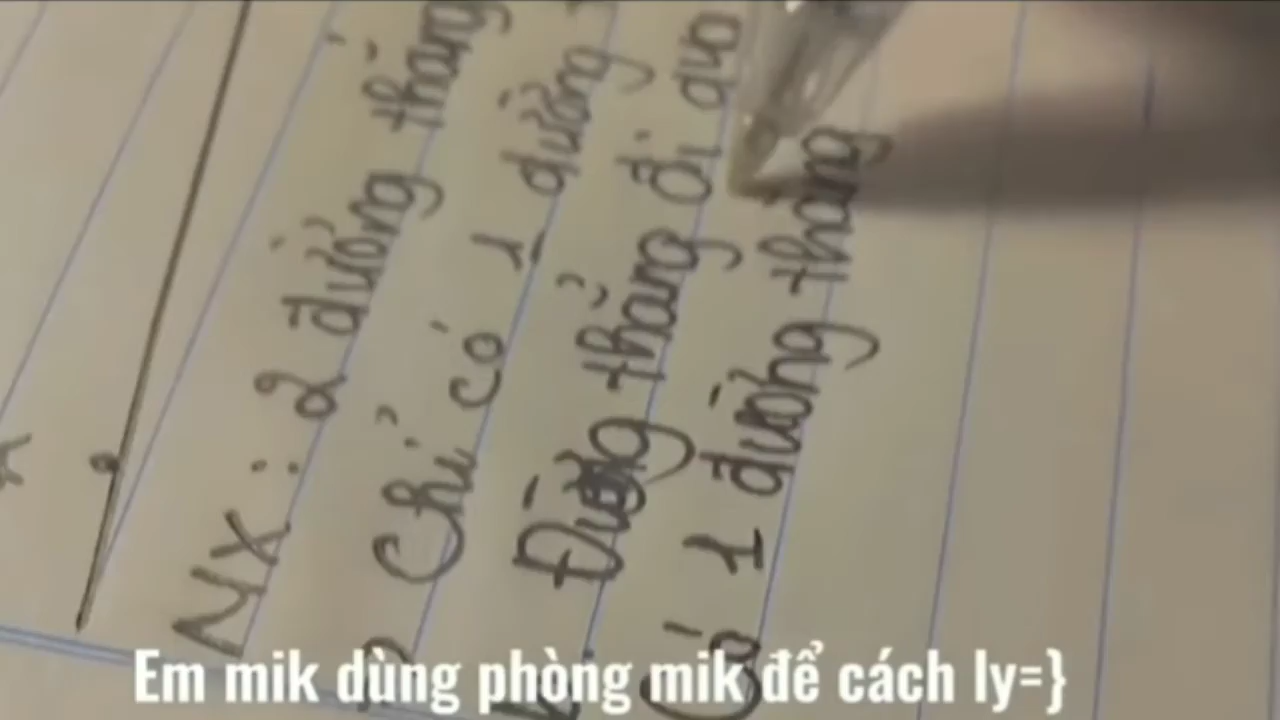 NX: 2 đường thẳng
Chỉ có 1 đường
Đường thẳng đi qua
Có 1 đường thẳng
Em mik dùng phòng mik để cách ly=}